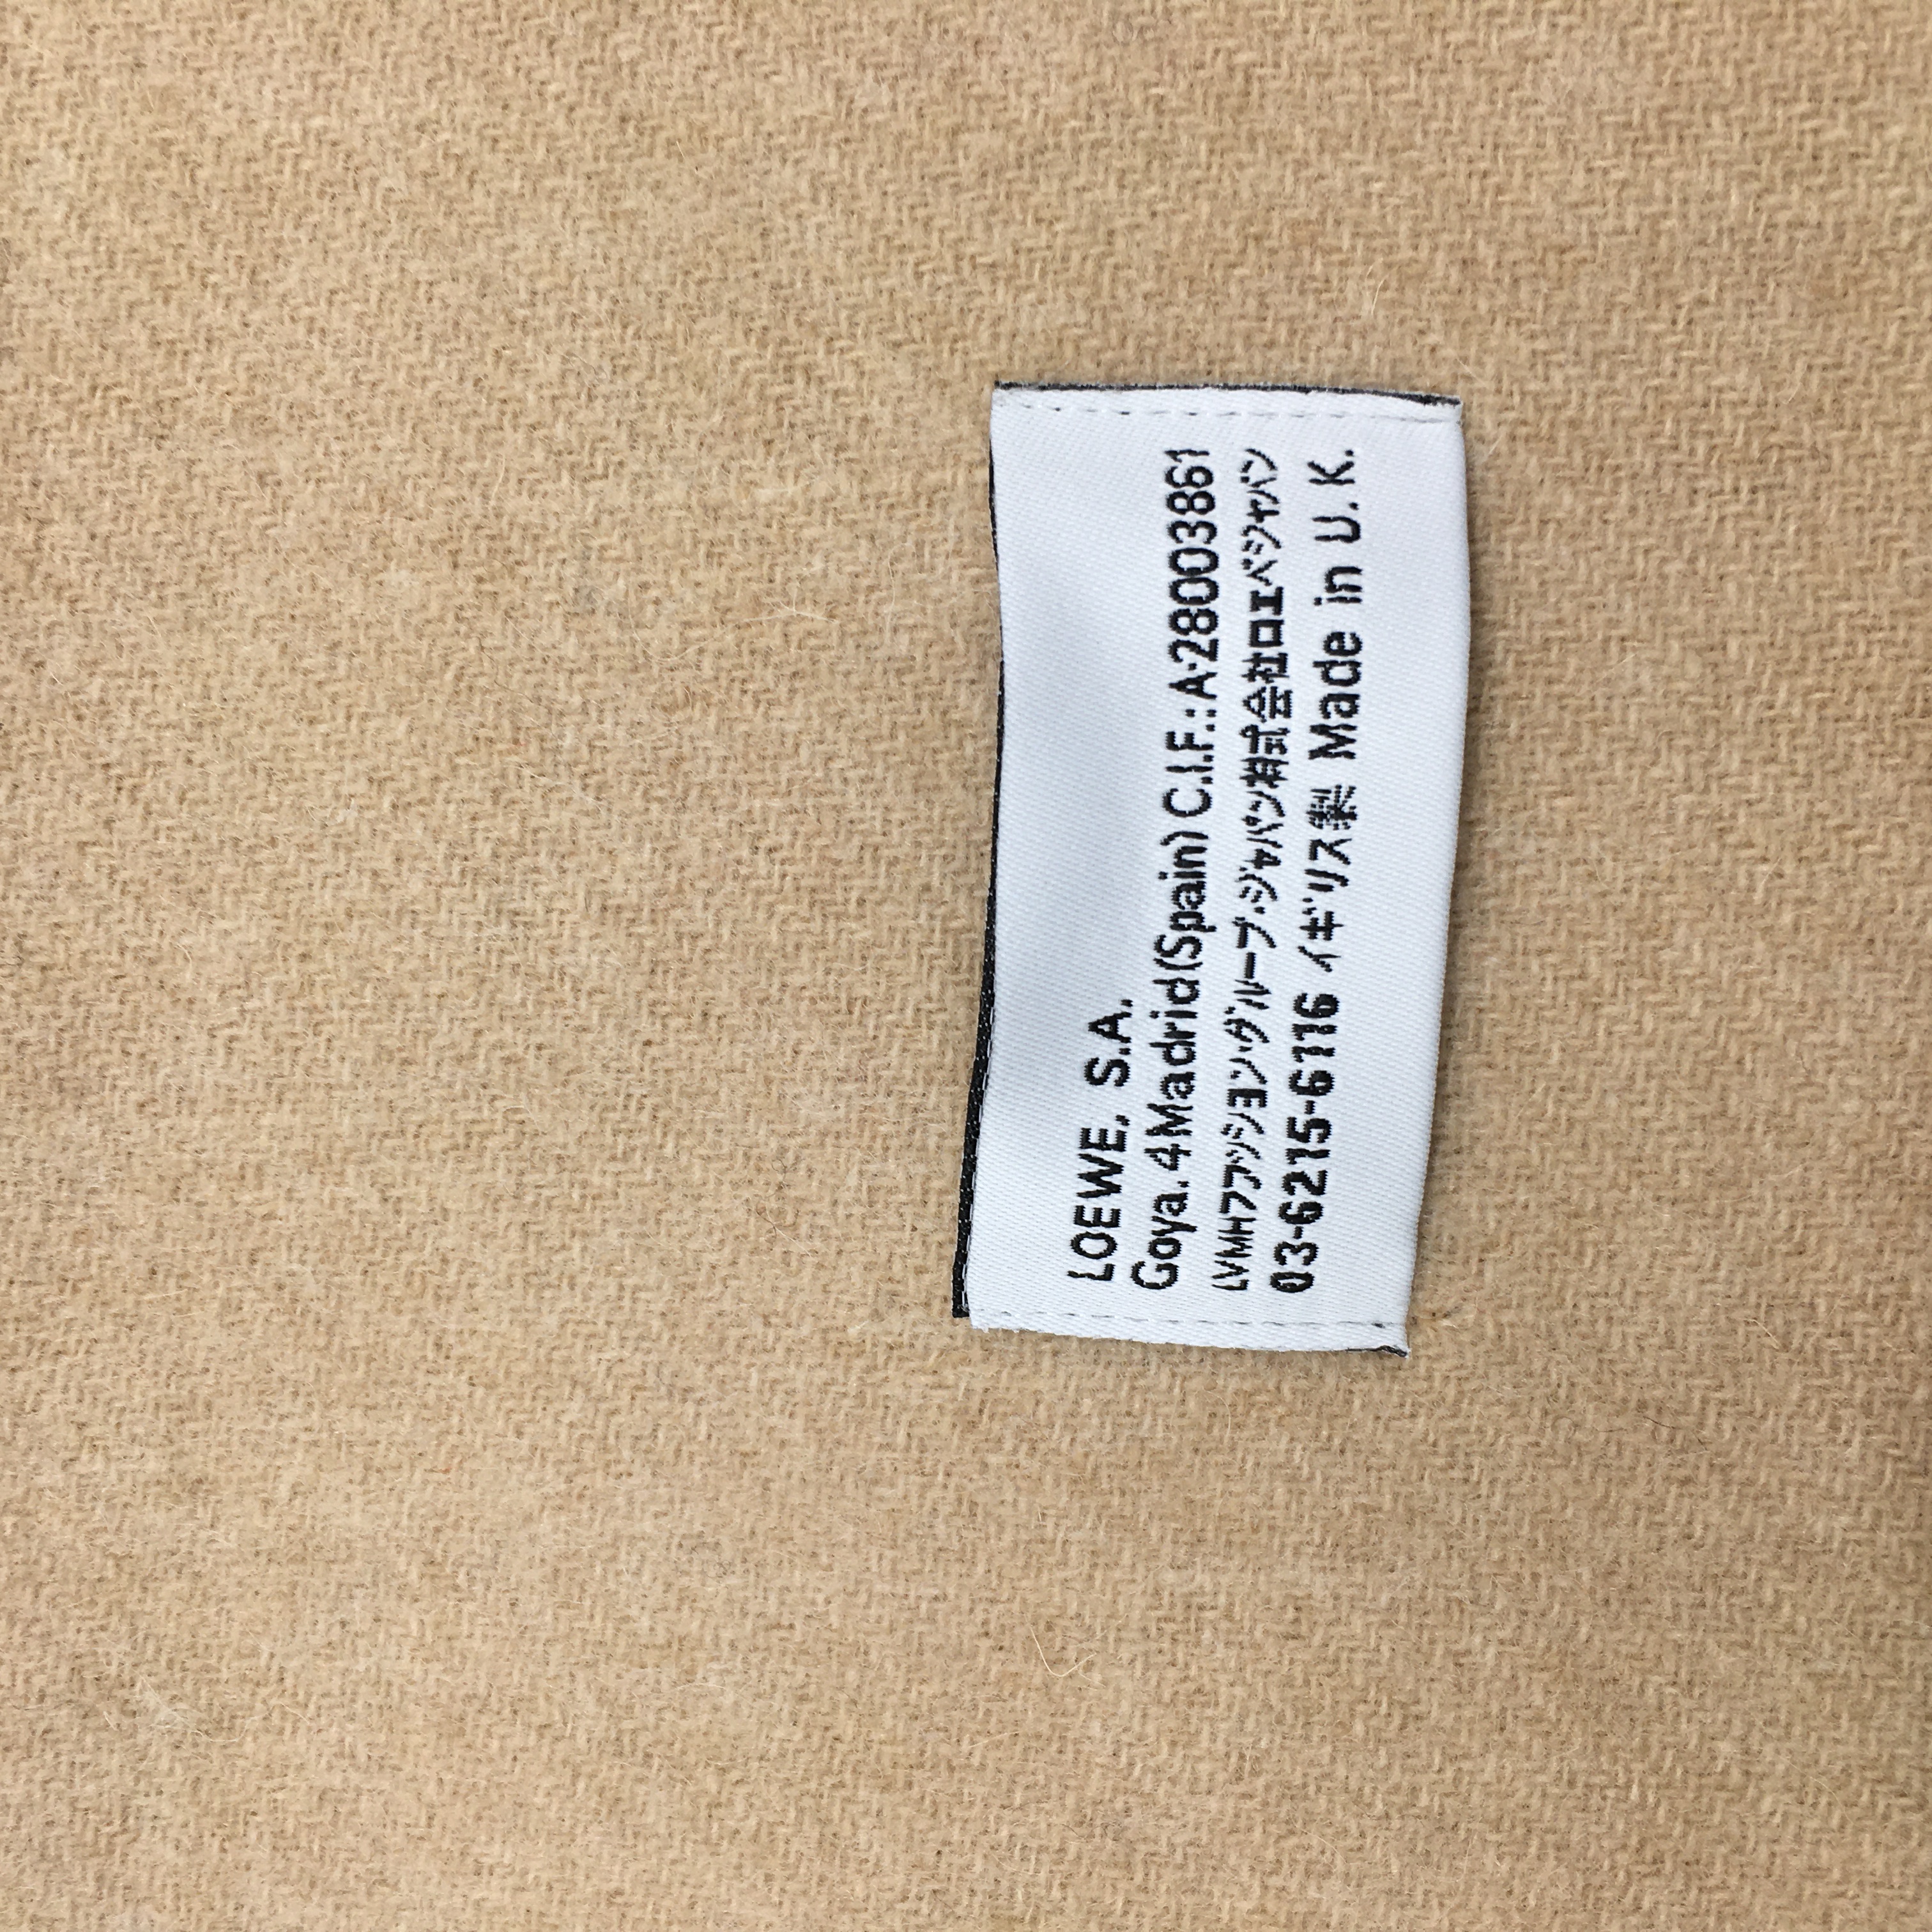 LOEWE, S.A.
Goya. 4 Madrid(Spain) C.I.F.: A-28003861
LVMHファッション・グループ・ジャパン株式会社ロエベジャパン
03-6215-6116 イギリス製 Made in U.K.